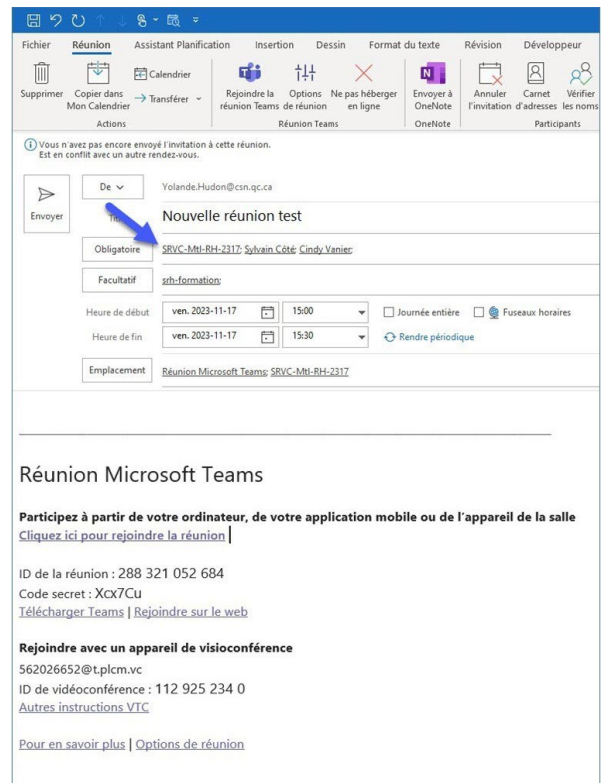 Fichier Réunion Assistant Planification Insertion Dessin Format du texte Révision Développeur
Supprimer Copier dans Mon Calendrier Calendrier Transférer Rejoindre la réunion Teams Options de réunion Ne pas héberger en ligne Envoyer à OneNote Annuler l'invitation Carnet d'adresses Vérifier les noms
Actions Réunion Teams OneNote Participants
Vous n'avez pas encore envoyé l'invitation à cette réunion.
Est en conflit avec un autre rendez-vous.
Envoyer
De Yolande.Hudon@csn.qc.ca
Nouvelle réunion test
Obligatoire SRVC-Mtl-RH-2317; Sylvain Côté; Cindy Vanier;
Facultatif srh-formation;
Heure de début ven. 2023-11-17 15:00 Journée entière Fuseaux horaires
Heure de fin ven. 2023-11-17 15:30 Rendre périodique
Emplacement Réunion Microsoft Teams; SRVC-Mtl-RH-2317
Réunion Microsoft Teams
Participez à partir de votre ordinateur, de votre application mobile ou de l'appareil de la salle
Cliquez ici pour rejoindre la réunion
ID de la réunion : 288 321 052 684
Code secret : Xcx7Cu
Télécharger Teams | Rejoindre sur le web
Rejoindre avec un appareil de visioconférence
562026652@t.plcm.vc
ID de vidéoconférence : 112 925 234 0
Autres instructions VTC
Pour en savoir plus | Options de réunion